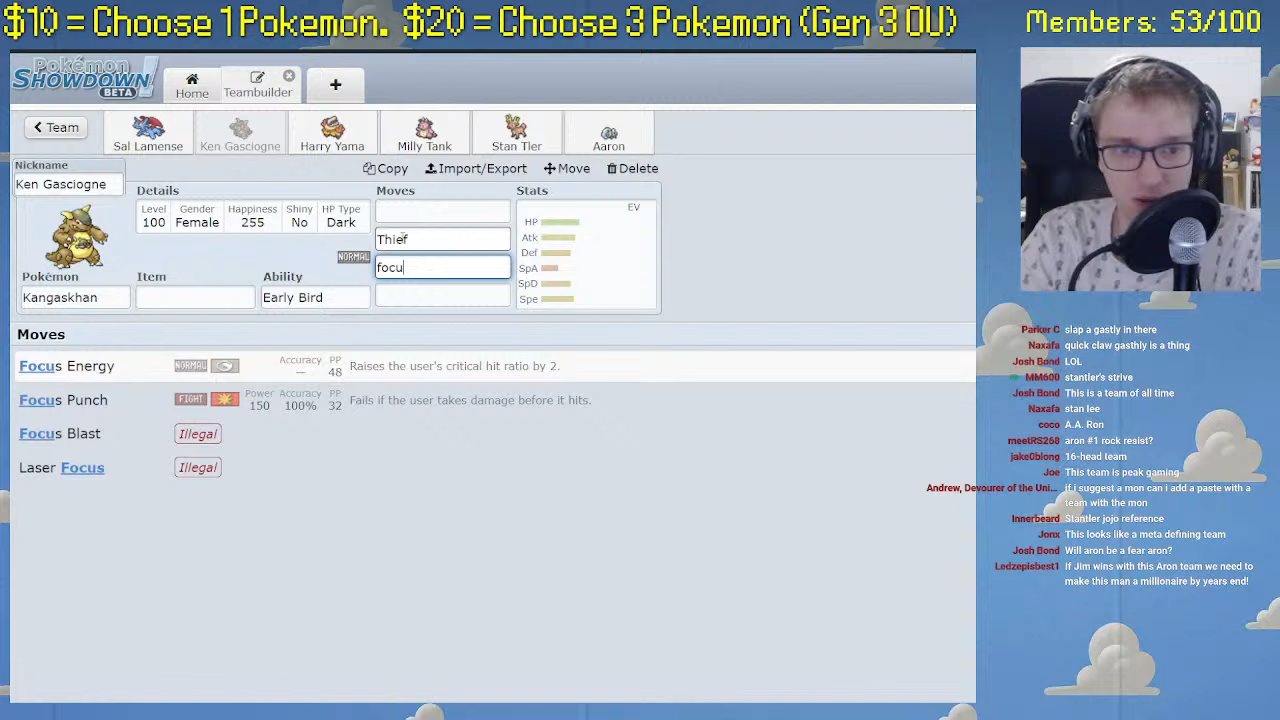 $10 = Choose 1 Pokemon. $20 = Choose 3 Pokemon (Gen 3 OU)
Members: 53/100
Pokémon
SHOWDOWN!
BETA
Home
Teambuilder
+
Team
Sal Lamense
Ken Gasciogne
Harry Yama
Milly Tank
Stan Tler
Aaron
Copy
Import/Export
Move
Delete
Nickname
Ken Gasciogne
Details
Level
100
Gender
Female
Happiness
255
Shiny
No
HP Type
Dark
NORMAL
Pokémon
Kangaskhan
Item
Ability
Early Bird
Moves
Thief
focu
Stats
EV
HP
Atk
Def
SpA
SpD
Spe
Moves
Focus Energy NORMAL Accuracy — PP 48 Raises the user's critical hit ratio by 2.
Focus Punch FIGHT Power 150 Accuracy 100% PP 32 Fails if the user takes damage before it hits.
Focus Blast Illegal
Laser Focus Illegal
Parker C slap a gastly in there
Naxafa quick claw gasthly is a thing
Josh Bond LOL
MM600 stantler's strive
Josh Bond This is a team of all time
Naxafa stan lee
coco A.A. Ron
meetRS268 aron #1 rock resist?
jake0blong 16-head team
Joe This team is peak gaming
Andrew, Devourer of the Uni... if i suggest a mon can i add a paste with a
team with the mon
Innerbeard Stantler jojo reference
Jonx This looks like a meta defining team
Josh Bond Will aron be a fear aron?
Ledzepisbest1 If Jim wins with this Aron team we need to
make this man a millionaire by years end!